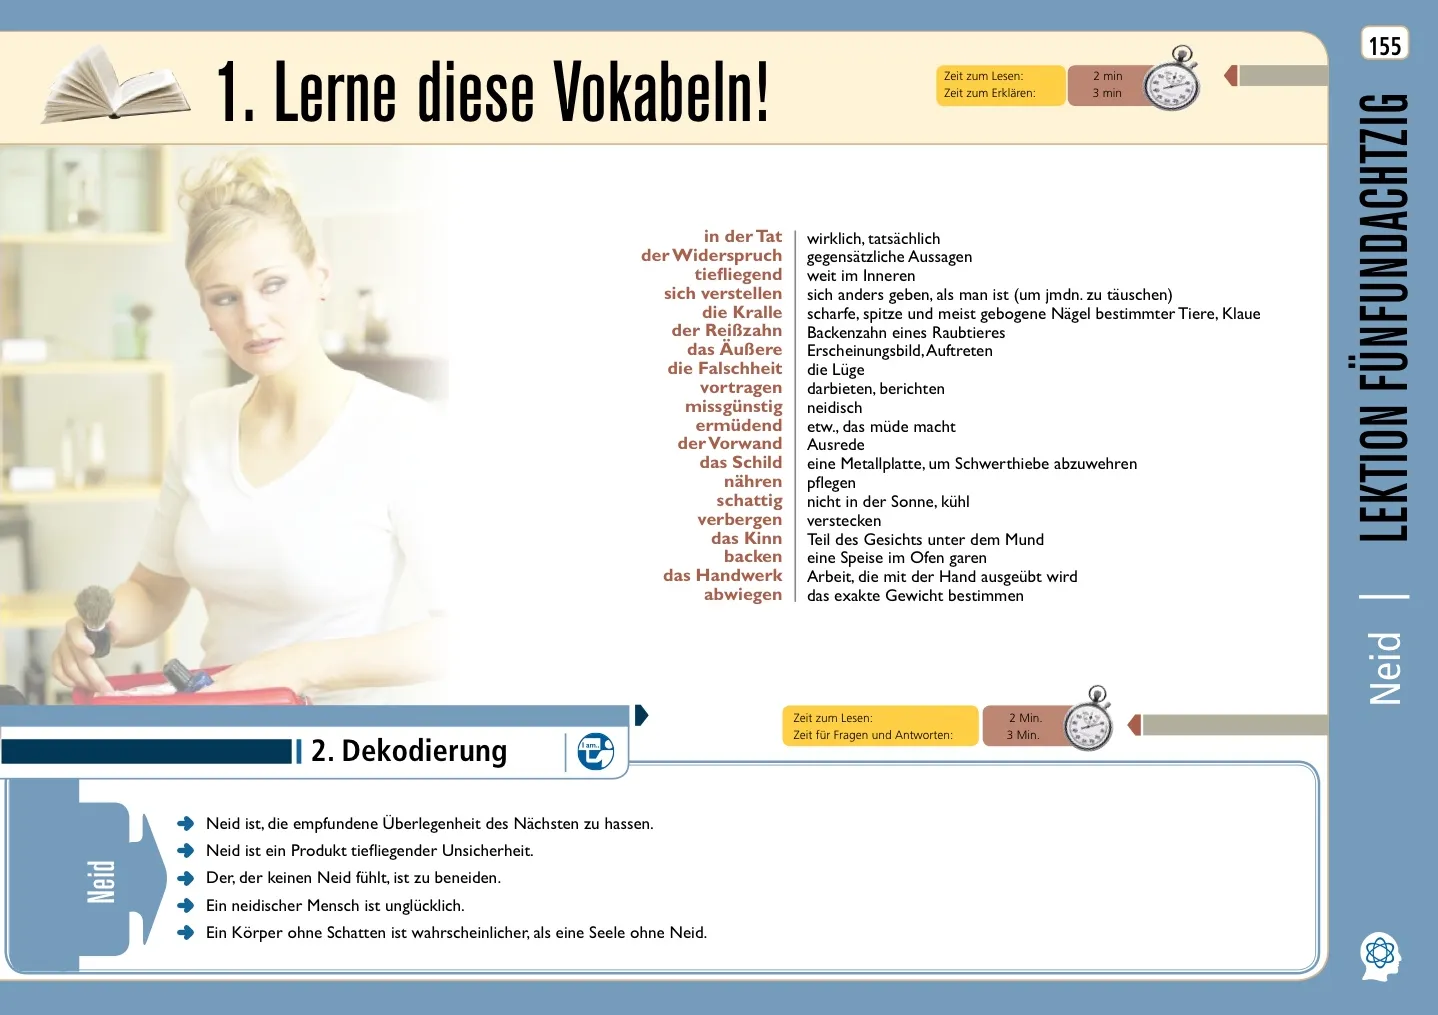 155
1. Lerne diese Vokabeln!
Zeit zum Lesen: 2 min
Zeit zum Erklären: 3 min
in der Tat wirklich, tatsächlich
der Widerspruch gegensätzliche Aussagen
tiefliegend weit im Inneren
sich verstellen sich anders geben, als man ist (um jmdn. zu täuschen)
die Kralle scharfe, spitze und meist gebogene Nägel bestimmter Tiere, Klaue
der Reißzahn Backenzahn eines Raubtieres
das Äußere Erscheinungsbild, Auftreten
die Falschheit die Lüge
vortragen darbieten, berichten
missgünstig neidisch
ermüdend etw., das müde macht
der Vorwand Ausrede
das Schild eine Metallplatte, um Schwerthiebe abzuwehren
nähren pflegen
schattig nicht in der Sonne, kühl
verbergen verstecken
das Kinn Teil des Gesichts unter dem Mund
backen eine Speise im Ofen garen
das Handwerk Arbeit, die mit der Hand ausgeübt wird
abwiegen das exakte Gewicht bestimmen
LEKTION FÜNFUNDACHTZIG
Neid
Zeit zum Lesen: 2 Min.
Zeit für Fragen und Antworten: 3 Min.
2. Dekodierung
I am..
Neid
Neid ist, die empfundene Überlegenheit des Nächsten zu hassen.
Neid ist ein Produkt tiefliegender Unsicherheit.
Der, der keinen Neid fühlt, ist zu beneiden.
Ein neidischer Mensch ist unglücklich.
Ein Körper ohne Schatten ist wahrscheinlicher, als eine Seele ohne Neid.